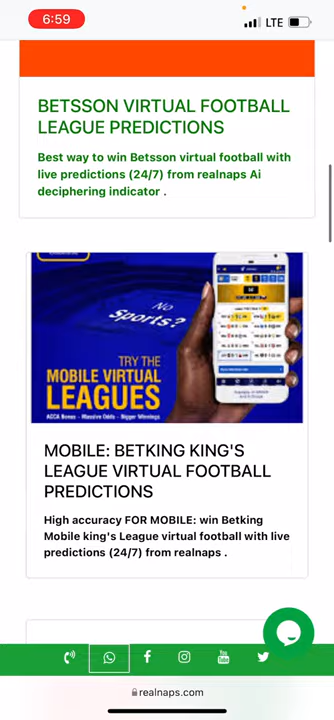 6:59
LTE
BETSSON VIRTUAL FOOTBALL
LEAGUE PREDICTIONS
Best way to win Betsson virtual football with
live predictions (24/7) from realnaps Ai
deciphering indicator .
No
Sports?
TRY THE
MOBILE VIRTUAL
LEAGUES
ACCA Bonus - Massive Odds - Bigger Winnings
MOBILE: BETKING KING'S
LEAGUE VIRTUAL FOOTBALL
PREDICTIONS
High accuracy FOR MOBILE: win Betking
Mobile king's League virtual football with live
predictions (24/7) from realnaps .
realnaps.com